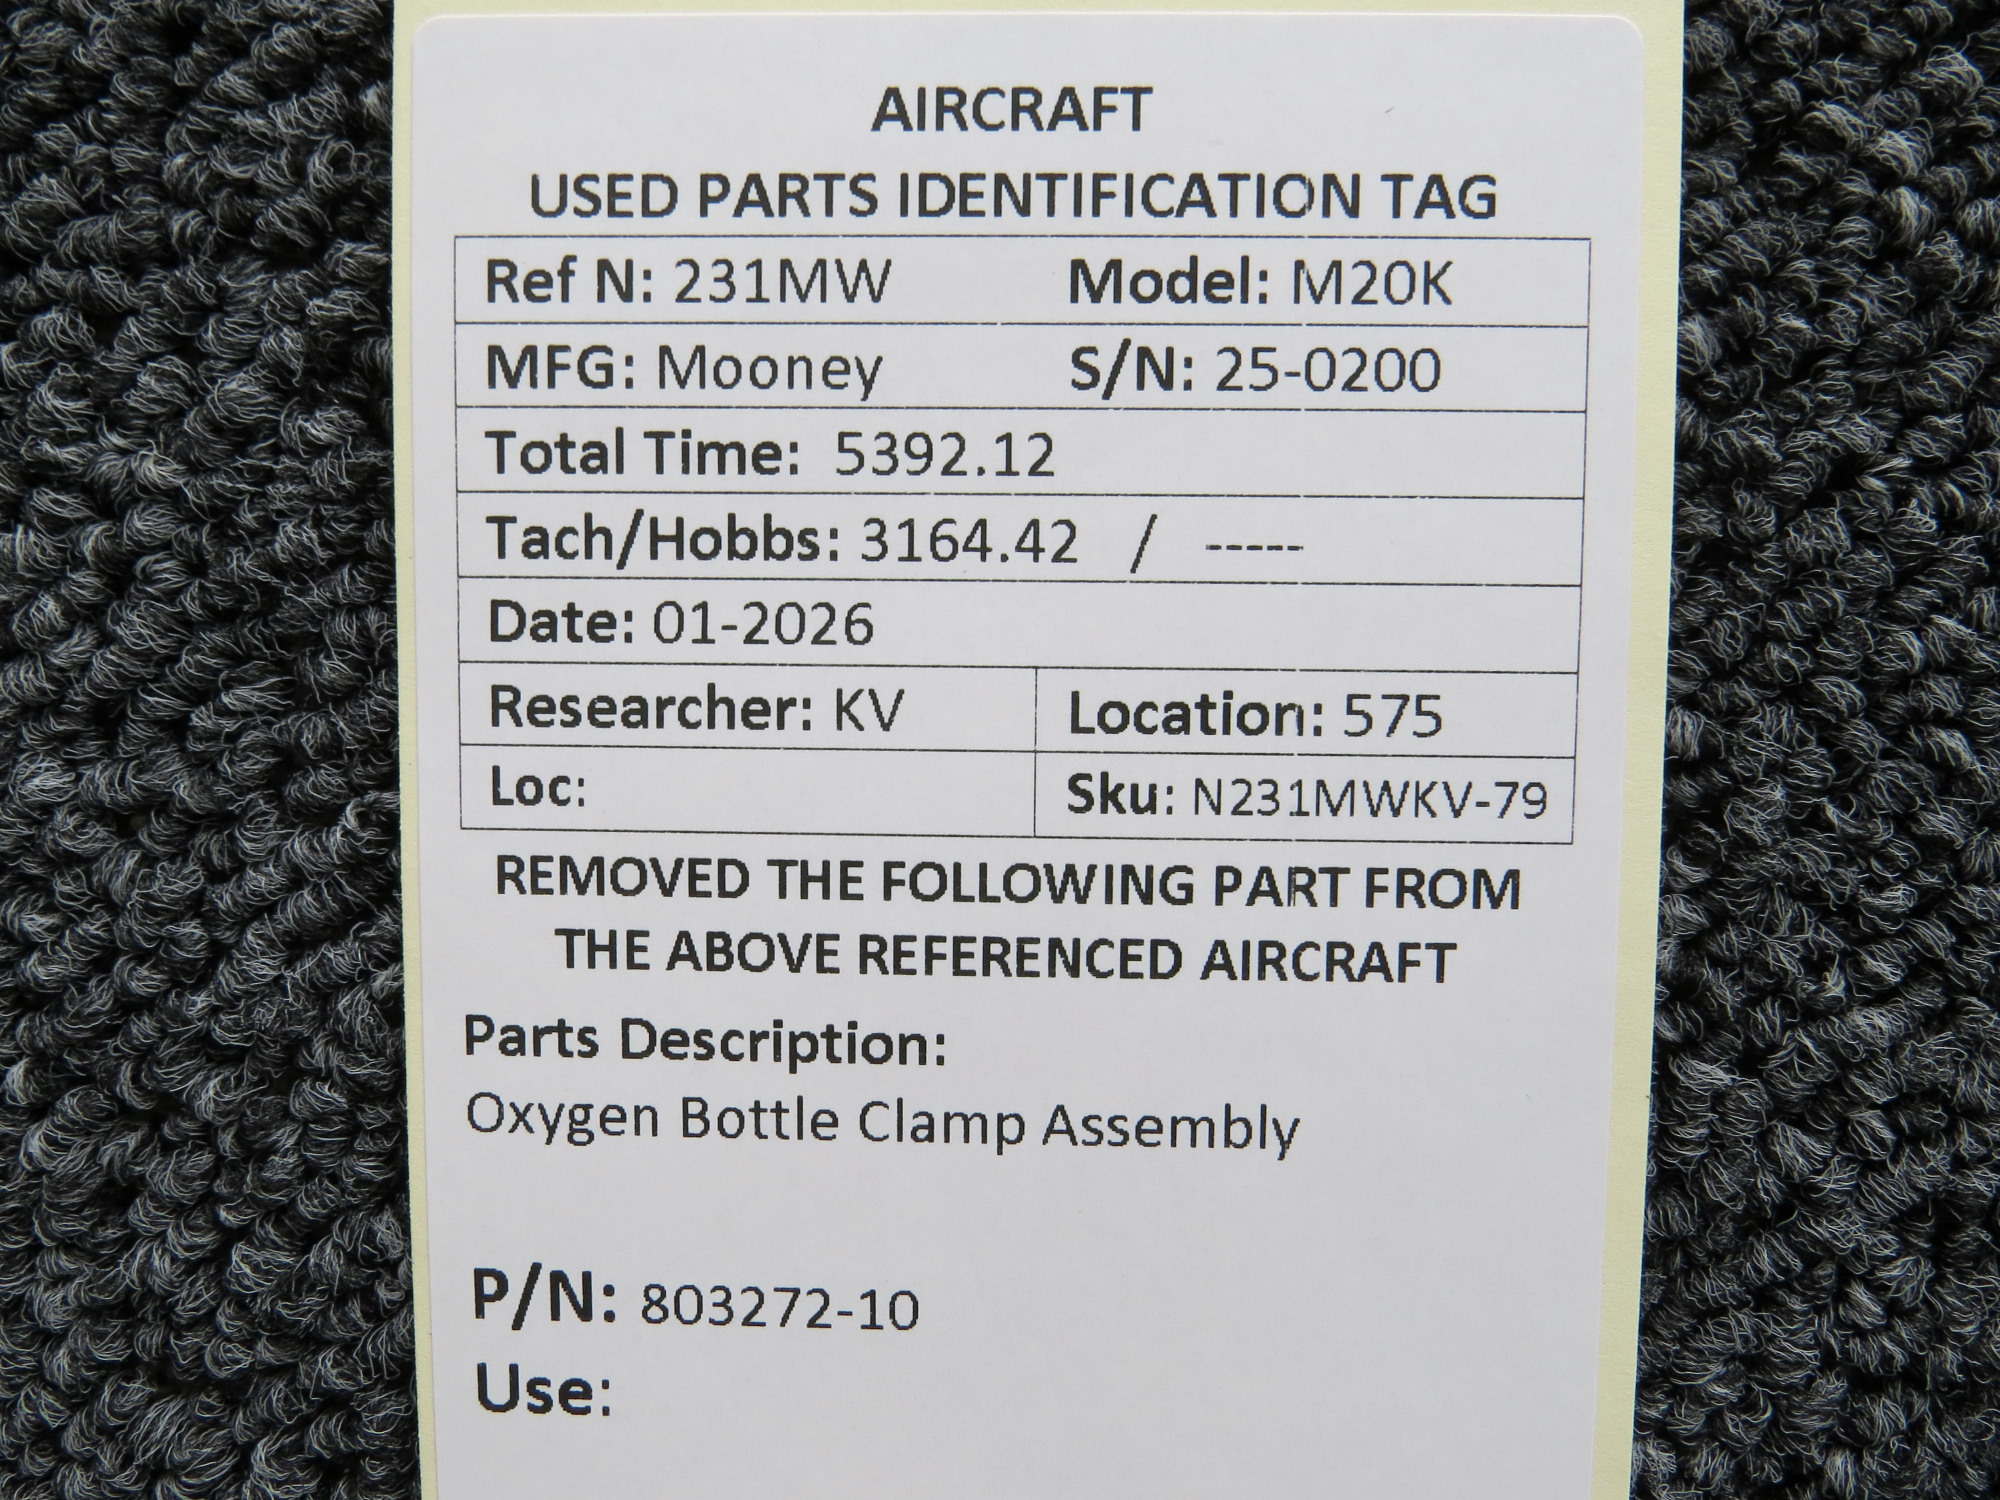 AIRCRAFT
USED PARTS IDENTIFICATION TAG
Ref N: 231MW Model: M20K
MFG: Mooney S/N: 25-0200
Total Time: 5392.12
Tach/Hobbs: 3164.42 / -----
Date: 01-2026
Researcher: KV Location: 575
Loc: Sku: N231MWKV-79
REMOVED THE FOLLOWING PART FROM
THE ABOVE REFERENCED AIRCRAFT
Parts Description:
Oxygen Bottle Clamp Assembly
P/N: 803272-10
Use: